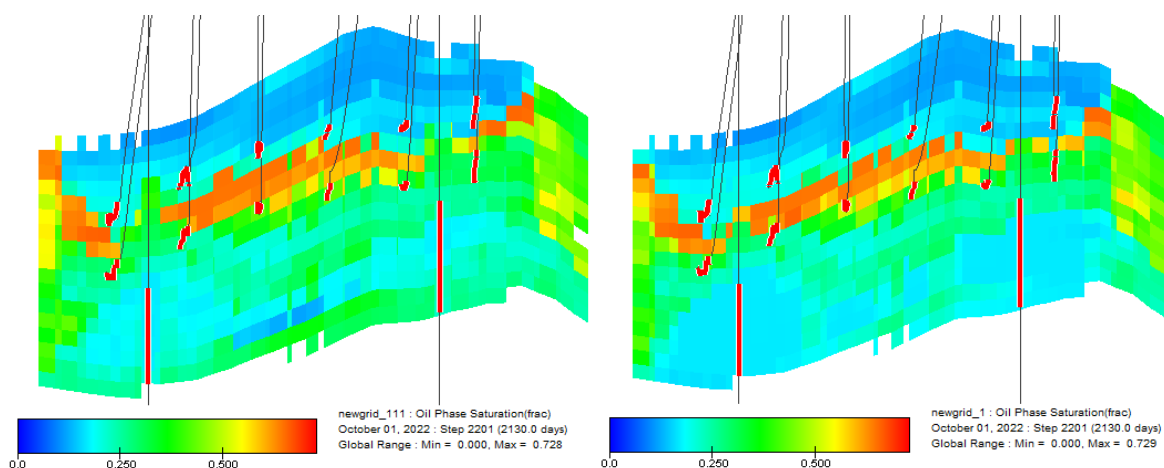 newgrid_111 : Oil Phase Saturation(frac)
October 01, 2022 : Step 2201 (2130.0 days)
Global Range : Min = 0.000, Max = 0.728
0.0 0.250 0.500
newgrid_1 : Oil Phase Saturation(frac)
October 01, 2022 : Step 2201 (2130.0 days)
Global Range : Min = 0.000, Max = 0.729
0.0 0.250 0.500